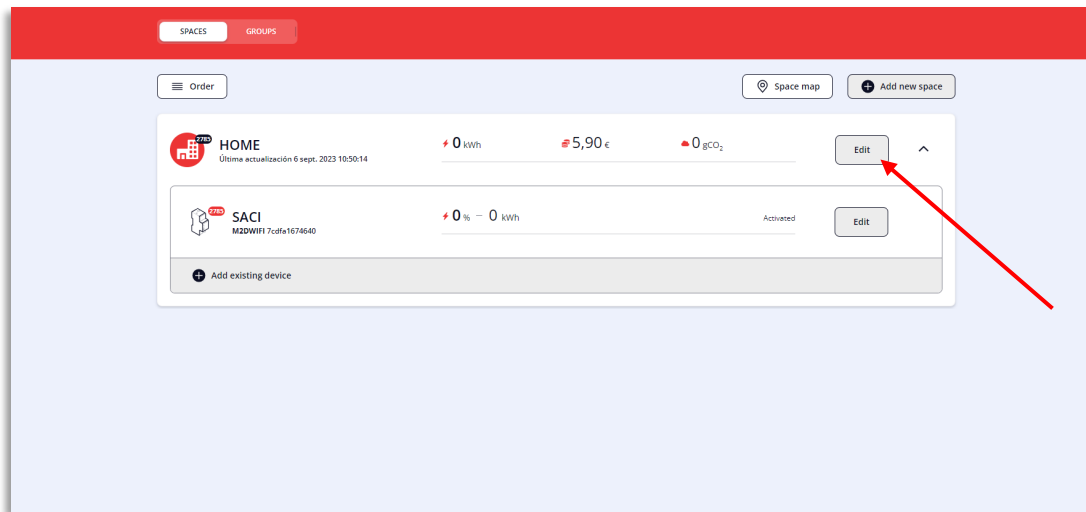 SPACES GROUPS
Order Space map Add new space
2785
HOME 0 kWh 5,90 € 0 gCO₂ Edit
Última actualización 6 sept. 2023 10:50:14
2785
SACI 0 % – 0 kWh Activated Edit
M2DWIFI 7cdfa1674640
Add existing device